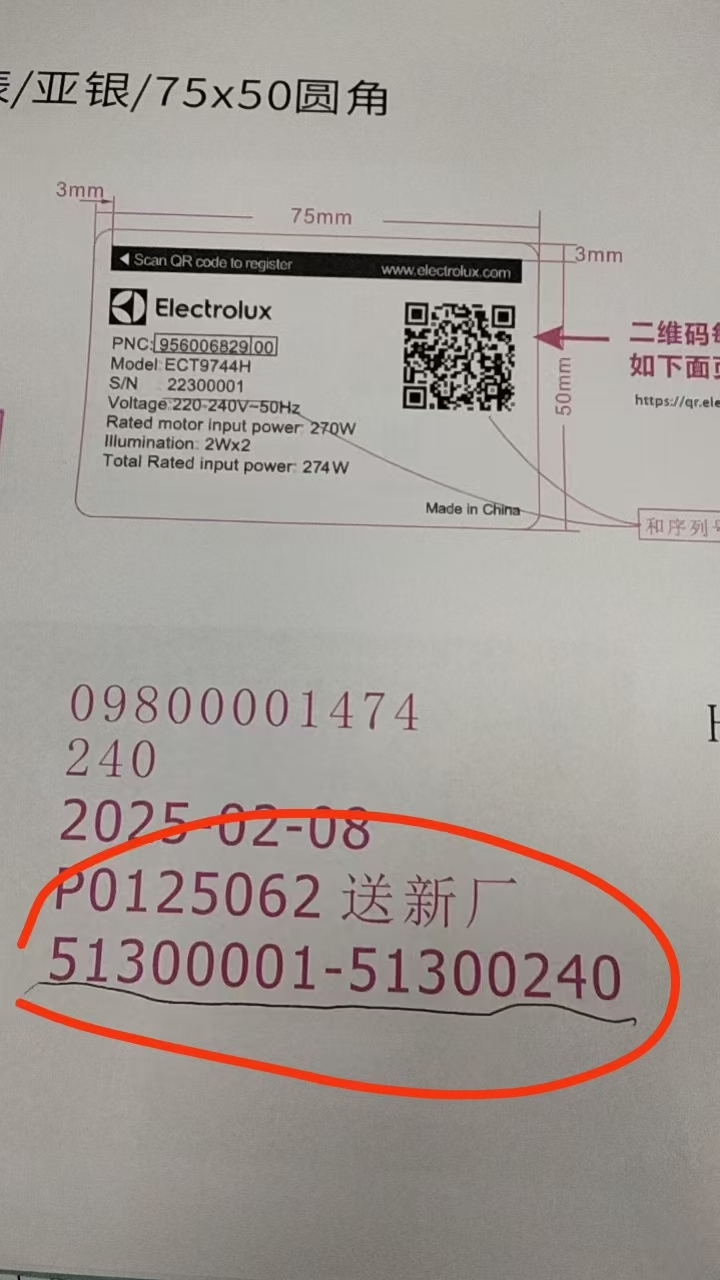 /亚银/75x50圆角
3mm
75mm
3mm
Scan QR code to register
www.electrolux.com
Electrolux
PNC: 956006829 00
Model ECT9744H
S/N 22300001
Voltage 220-240V~50Hz
Rated motor input power: 270W
Illumination: 2Wx2
Total Rated input power: 274W
Made in China
50mm
二维码
如下面
https://qr.ele
和序列号
09800001474
240
2025-02-08
P0125062 送新厂
51300001-51300240